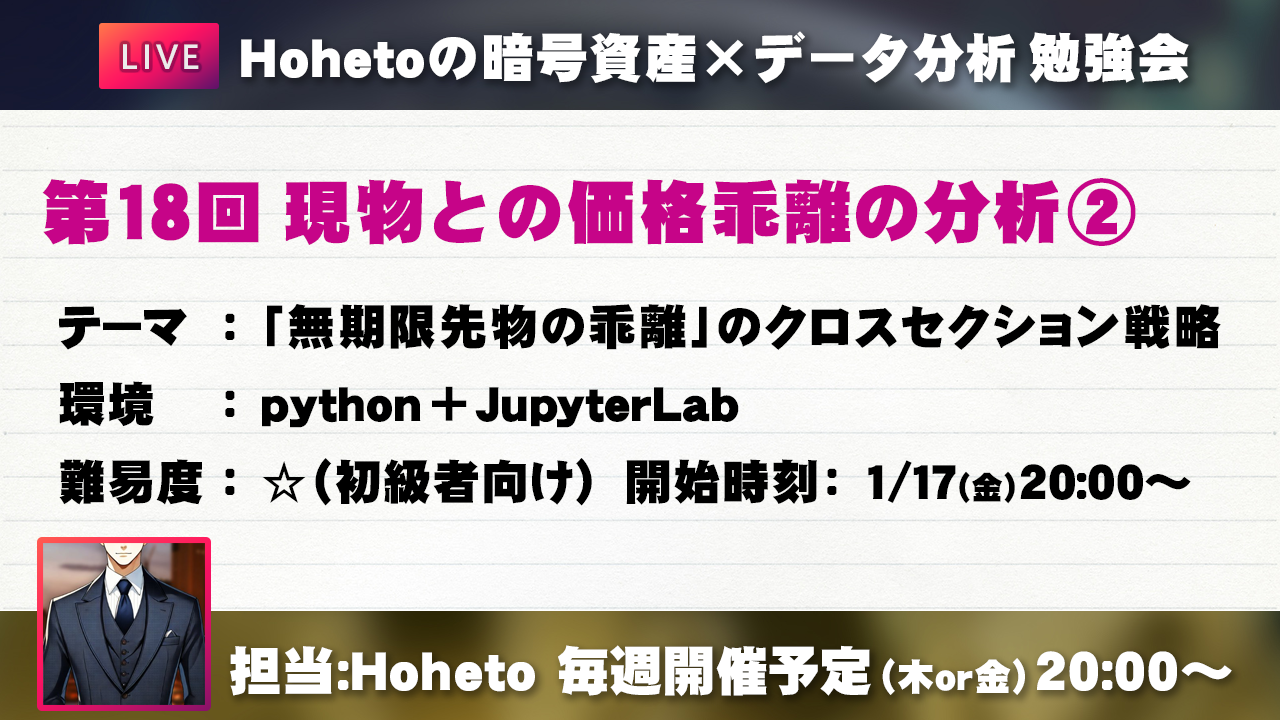 LIVE Hohetoの暗号資産×データ分析 勉強会
第18回 現物との価格乖離の分析②
テーマ ：「無期限先物の乖離」のクロスセクション戦略
環境 ： python＋JupyterLab
難易度 ： ☆（初級者向け） 開始時刻： 1/17(金)20:00～
担当:Hoheto 毎週開催予定（木or金）20:00～